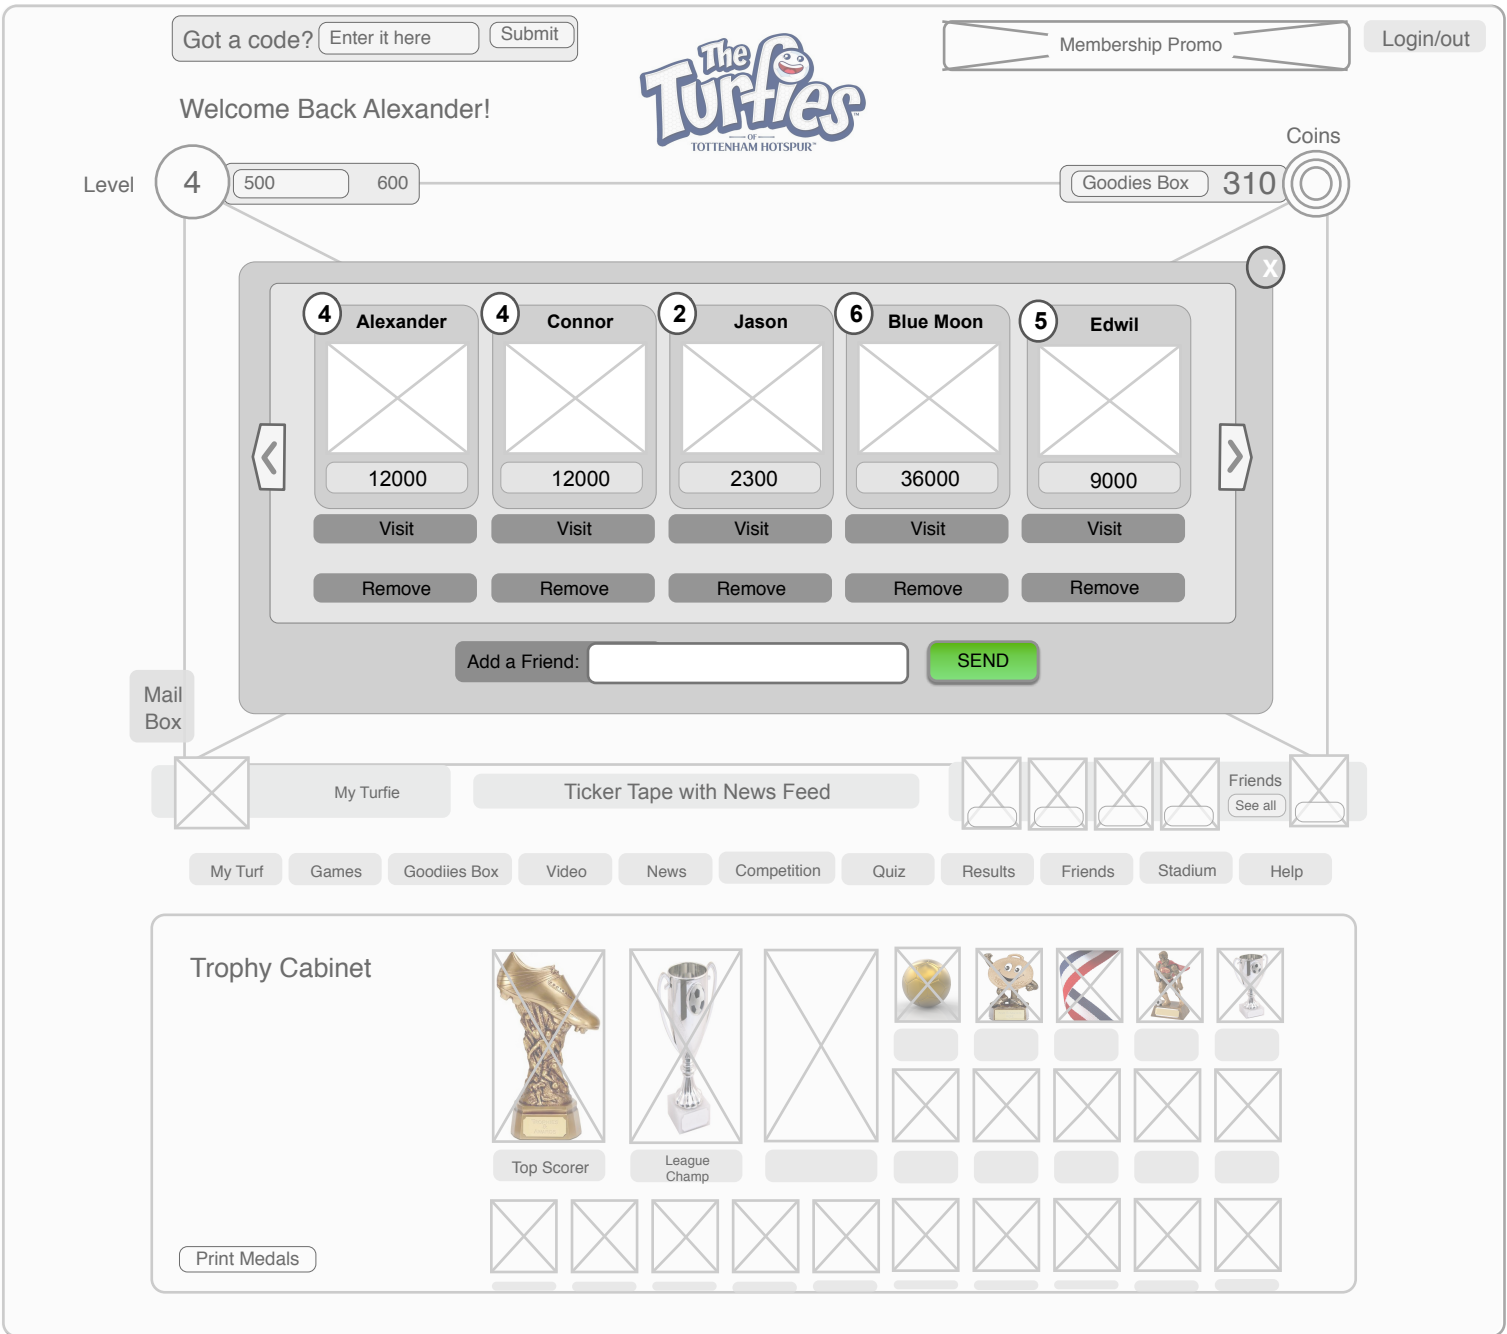 Got a code? Enter it here Submit
Membership Promo
Login/out
The
Turfies
OF
TOTTENHAM HOTSPUR™
Welcome Back Alexander!
Coins
Level 4 500 600
Goodies Box 310
X
4 Alexander
4 Connor
2 Jason
6 Blue Moon
5 Edwil
12000
12000
2300
36000
9000
Visit
Visit
Visit
Visit
Visit
Remove
Remove
Remove
Remove
Remove
Add a Friend:
SEND
Mail
Box
My Turfie
Ticker Tape with News Feed
Friends
See all
My Turf
Games
Goodiies Box
Video
News
Competition
Quiz
Results
Friends
Stadium
Help
Trophy Cabinet
Top Scorer
League
Champ
Print Medals